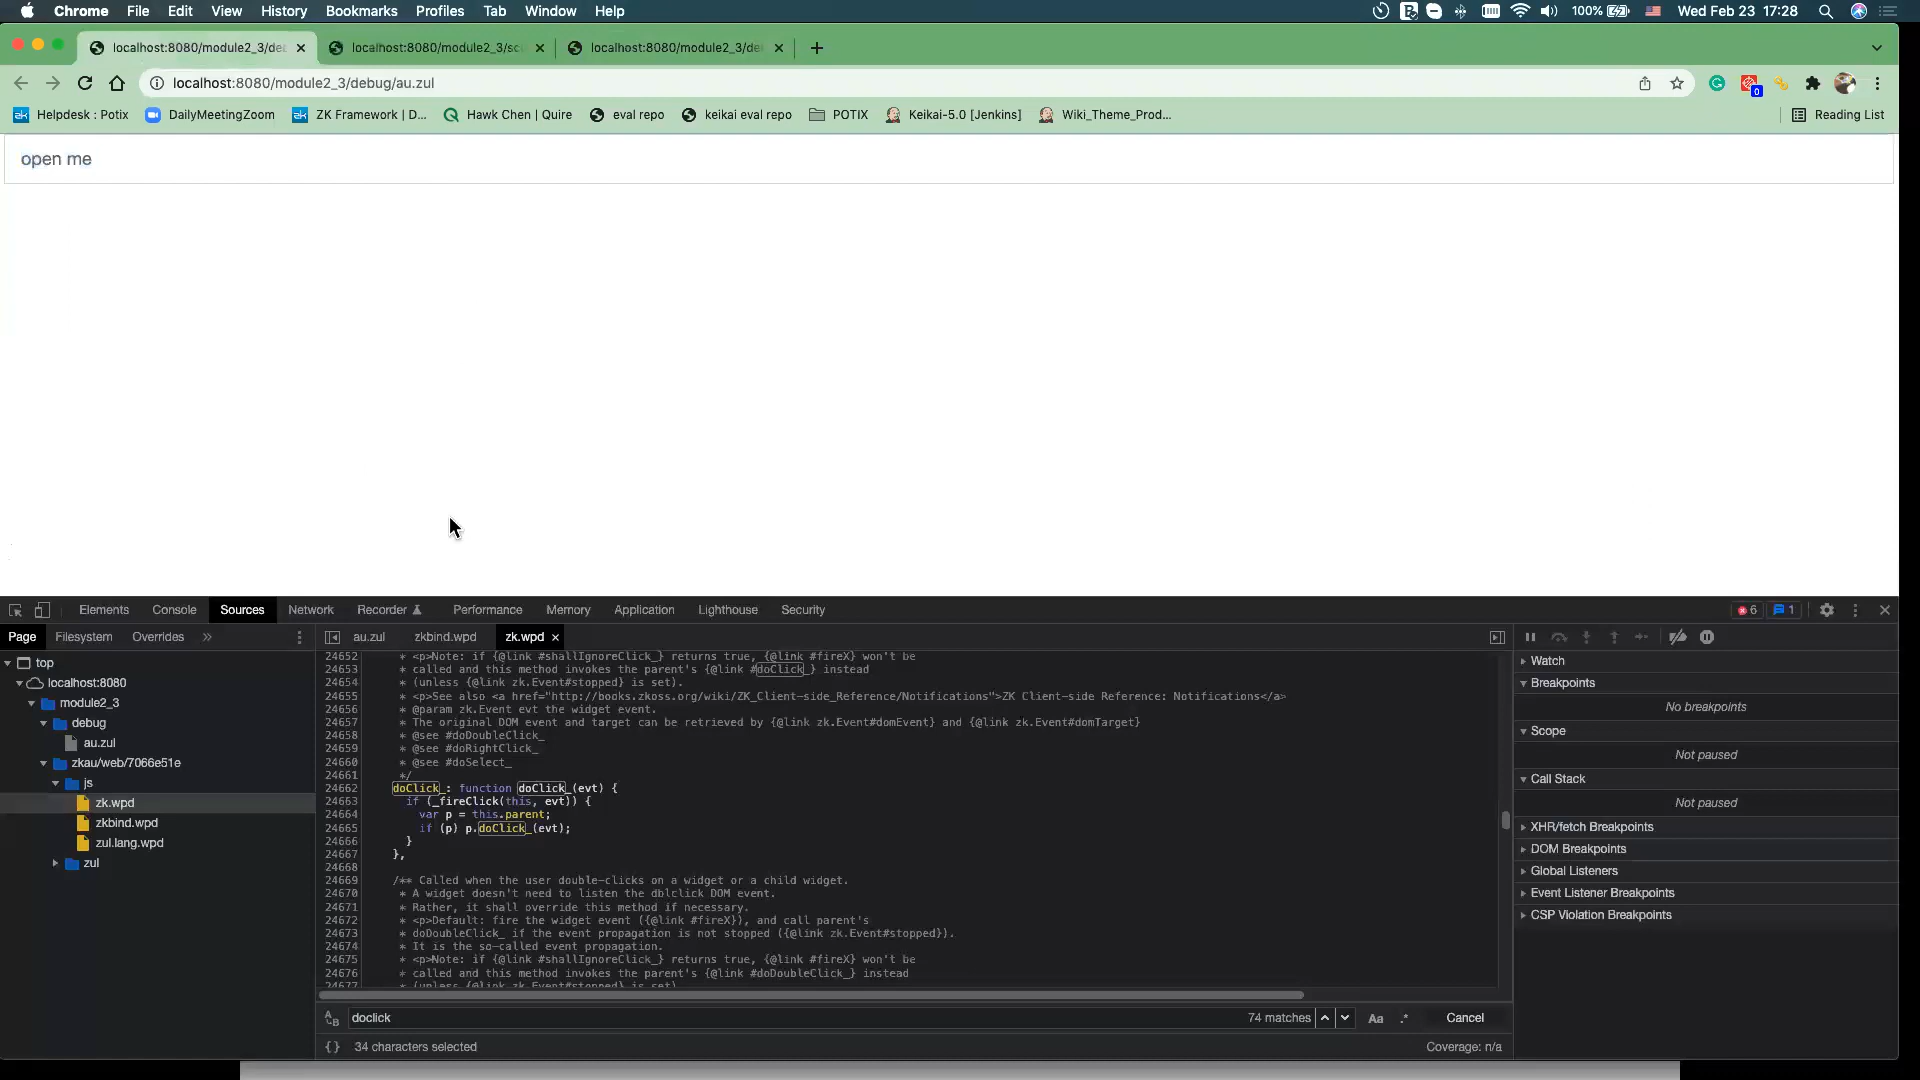 Chrome File Edit View History Bookmarks Profiles Tab Window Help 100% Wed Feb 23 17:28
localhost:8080/module2_3/de localhost:8080/module2_3/sc localhost:8080/module2_3/de
localhost:8080/module2_3/debug/au.zul
Helpdesk : Potix DailyMeetingZoom ZK Framework | D... Hawk Chen | Quire eval repo keikai eval repo POTIX Keikai-5.0 [Jenkins] Wiki_Theme_Prod... Reading List
open me
Elements Console Sources Network Recorder Performance Memory Application Lighthouse Security 6 1
Page Filesystem Overrides » au.zul zkbind.wpd zk.wpd
top
localhost:8080
module2_3
debug
au.zul
zkau/web/7066e51e
js
zk.wpd
zkbind.wpd
zul.lang.wpd
zul
24652 * <p>Note: if {@link #shallIgnoreClick_} returns true, {@link #fireX} won't be
24653 * called and this method invokes the parent's {@link #doClick_} instead
24654 * (unless {@link zk.Event#stopped} is set).
24655 * <p>See also <a href="http://books.zkoss.org/wiki/ZK_Client-side_Reference/Notifications">ZK Client-side Reference: Notifications</a>
24656 * @param zk.Event evt the widget event.
24657 * The original DOM event and target can be retrieved by {@link zk.Event#domEvent} and {@link zk.Event#domTarget}
24658 * @see #doDoubleClick_
24659 * @see #doRightClick_
24660 * @see #doSelect_
24661 */
24662 doClick_: function doClick_(evt) {
24663 if (_fireClick(this, evt)) {
24664 var p = this.parent;
24665 if (p) p.doClick_(evt);
24666 }
24667 },
24668
24669 /** Called when the user double-clicks on a widget or a child widget.
24670 * A widget doesn't need to listen the dblclick DOM event.
24671 * Rather, it shall override this method if necessary.
24672 * <p>Default: fire the widget event ({@link #fireX}), and call parent's
24673 * doDoubleClick_ if the event propagation is not stopped ({@link zk.Event#stopped}).
24674 * It is the so-called event propagation.
24675 * <p>Note: if {@link #shallIgnoreClick_} returns true, {@link #fireX} won't be
24676 * called and this method invokes the parent's {@link #doDoubleClick_} instead
24677 * (unless {@link zk.Event#stopped} is set)
doclick 74 matches Aa .* Cancel
{} 34 characters selected Coverage: n/a
Watch
Breakpoints
No breakpoints
Scope
Not paused
Call Stack
Not paused
XHR/fetch Breakpoints
DOM Breakpoints
Global Listeners
Event Listener Breakpoints
CSP Violation Breakpoints